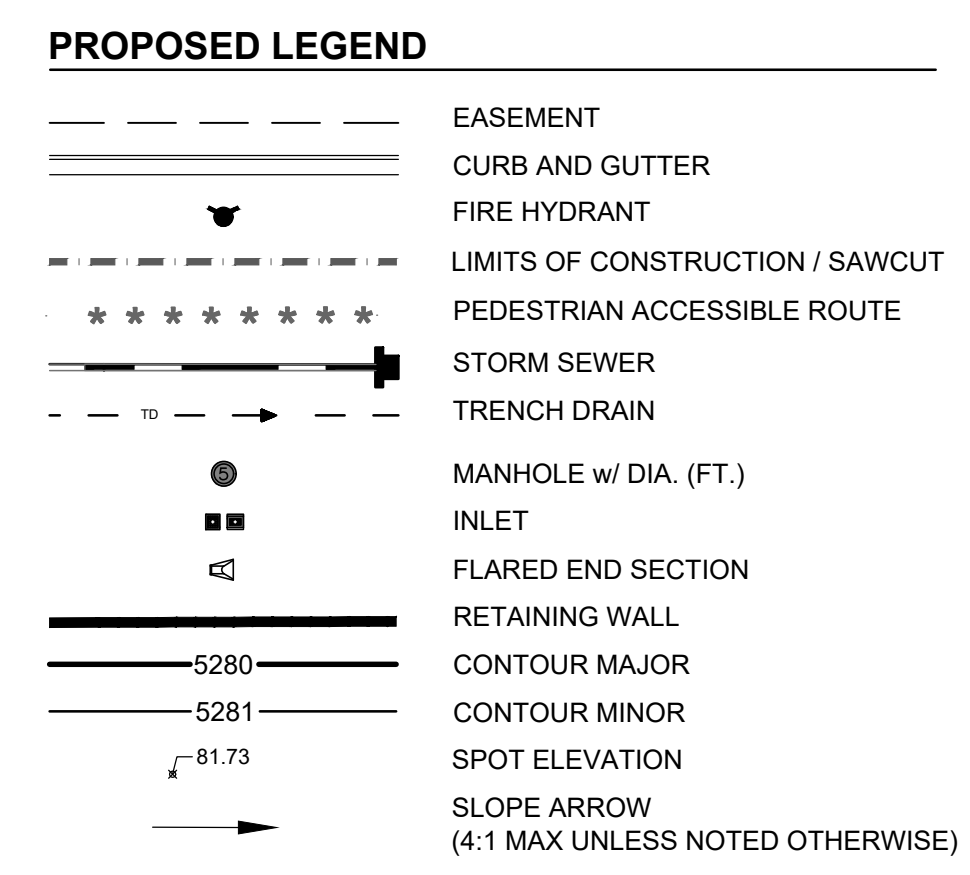 PROPOSED LEGEND
EASEMENT
CURB AND GUTTER
FIRE HYDRANT
LIMITS OF CONSTRUCTION / SAWCUT
PEDESTRIAN ACCESSIBLE ROUTE
STORM SEWER
TD TRENCH DRAIN
5 MANHOLE w/ DIA. (FT.)
INLET
FLARED END SECTION
RETAINING WALL
5280 CONTOUR MAJOR
5281 CONTOUR MINOR
81.73 SPOT ELEVATION
SLOPE ARROW
(4:1 MAX UNLESS NOTED OTHERWISE)